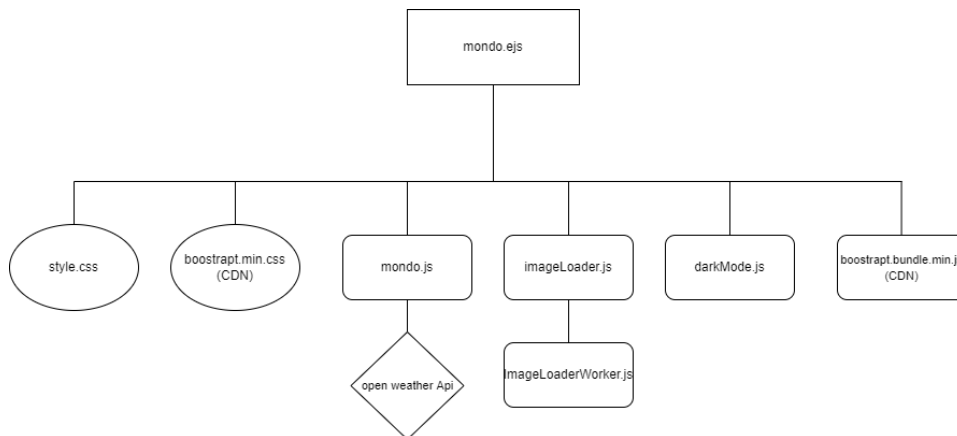 mondo.ejs
style.css
boostrapt.min.css
(CDN)
mondo.js
imageLoader.js
darkMode.js
boostrapt.bundle.min.j
(CDN)
open weather Api
ImageLoaderWorker.js